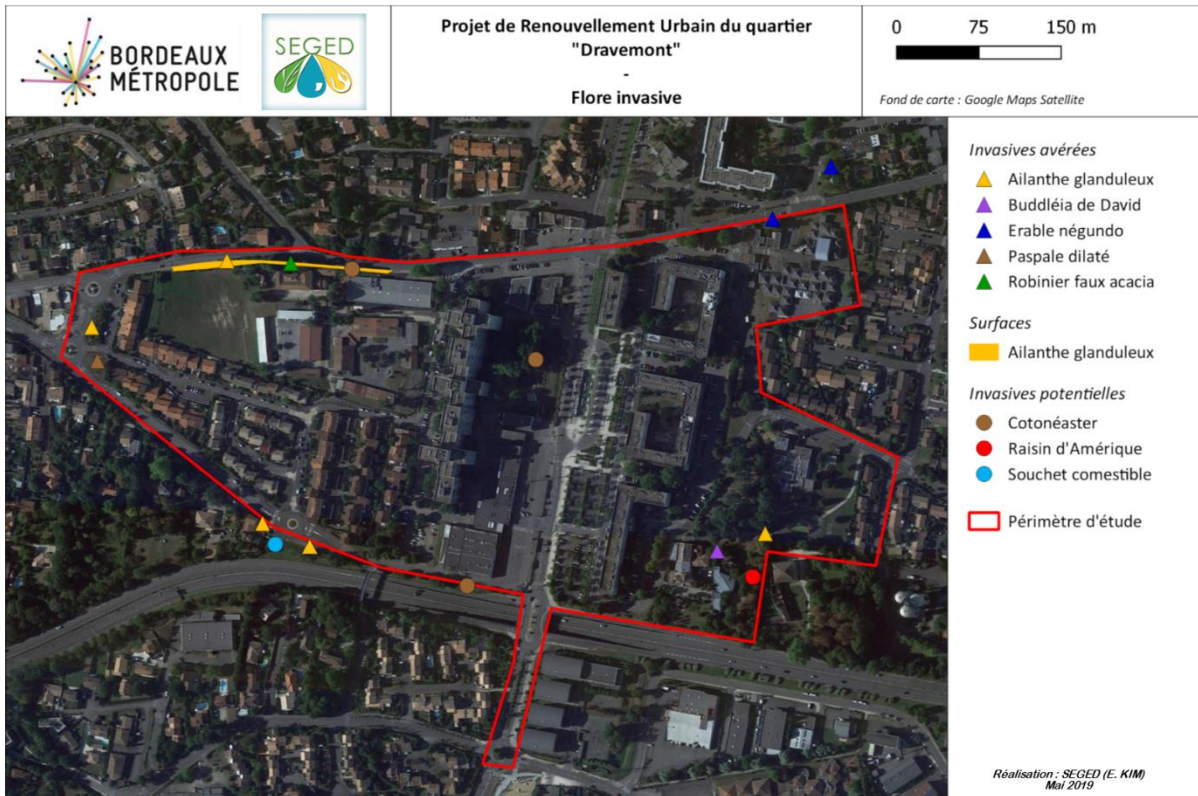 BORDEAUX
MÉTROPOLE
SEGED
Projet de Renouvellement Urbain du quartier
"Dravemont"
-
Flore invasive
0 75 150 m
Fond de carte : Google Maps Satellite
Invasives avérées
Ailanthe glanduleux
Buddléia de David
Erable négundo
Paspale dilaté
Robinier faux acacia
Surfaces
Ailanthe glanduleux
Invasives potentielles
Cotonéaster
Raisin d'Amérique
Souchet comestible
Périmètre d'étude
Réalisation : SEGED (E. KIM)
Mai 2019